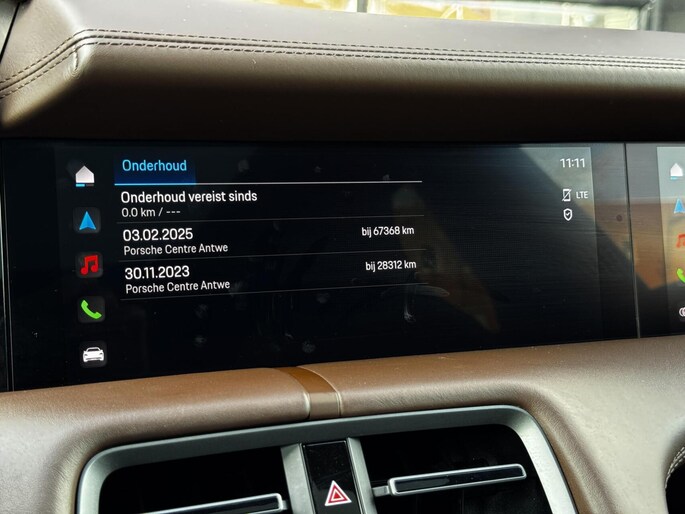 Onderhoud
11:11
LTE
Onderhoud vereist sinds
0.0 km / ---
03.02.2025 bij 67368 km
Porsche Centre Antwe
30.11.2023 bij 28312 km
Porsche Centre Antwe